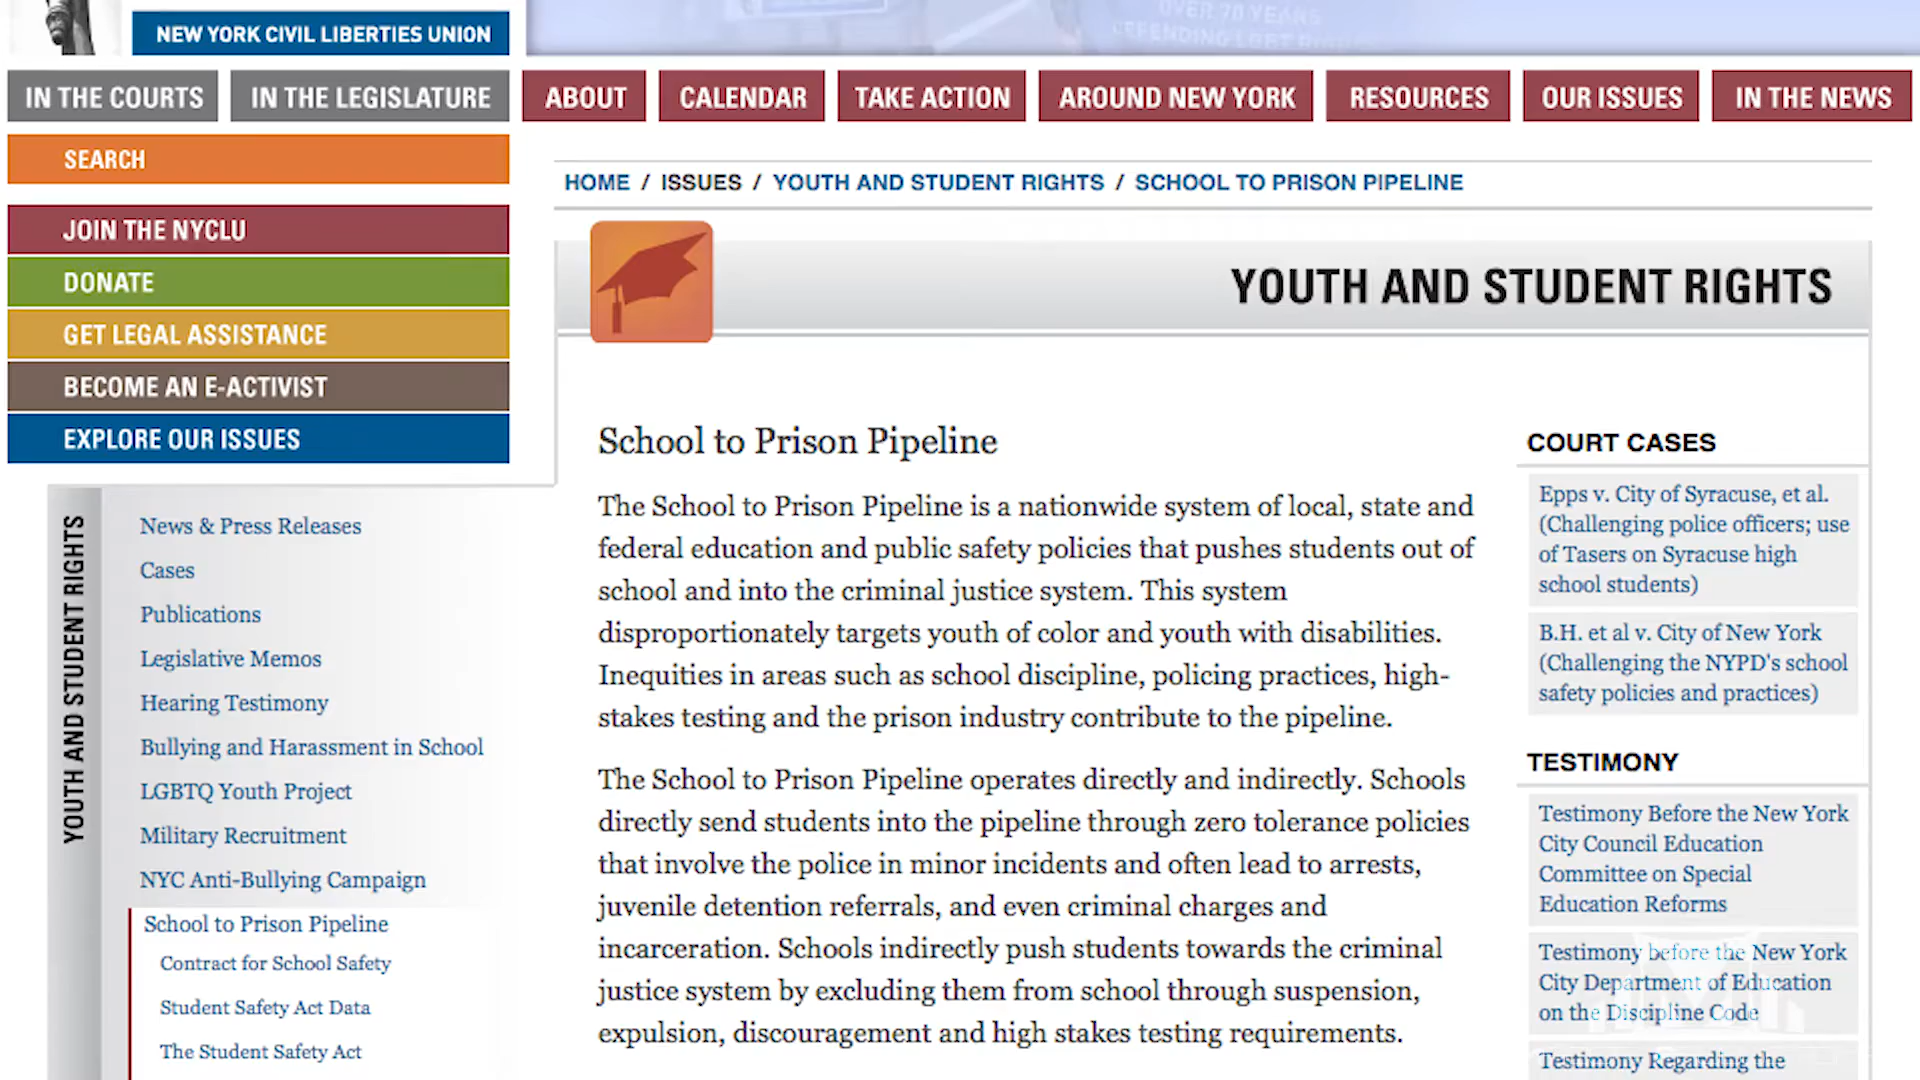 OVER 70 YEARS
DEFENDING LGBT
NEW YORK CIVIL LIBERTIES UNION
IN THE COURTS
IN THE LEGISLATURE
ABOUT
CALENDAR
TAKE ACTION
AROUND NEW YORK
RESOURCES
OUR ISSUES
IN THE NEWS
SEARCH
JOIN THE NYCLU
DONATE
GET LEGAL ASSISTANCE
BECOME AN E-ACTIVIST
EXPLORE OUR ISSUES
YOUTH AND STUDENT RIGHTS
News & Press Releases
Cases
Publications
Legislative Memos
Hearing Testimony
Bullying and Harassment in School
LGBTQ Youth Project
Military Recruitment
NYC Anti-Bullying Campaign
School to Prison Pipeline
Contract for School Safety
Student Safety Act Data
The Student Safety Act
HOME / ISSUES / YOUTH AND STUDENT RIGHTS / SCHOOL TO PRISON PIPELINE
YOUTH AND STUDENT RIGHTS
School to Prison Pipeline
The School to Prison Pipeline is a nationwide system of local, state and
federal education and public safety policies that pushes students out of
school and into the criminal justice system. This system
disproportionately targets youth of color and youth with disabilities.
Inequities in areas such as school discipline, policing practices, high-
stakes testing and the prison industry contribute to the pipeline.
The School to Prison Pipeline operates directly and indirectly. Schools
directly send students into the pipeline through zero tolerance policies
that involve the police in minor incidents and often lead to arrests,
juvenile detention referrals, and even criminal charges and
incarceration. Schools indirectly push students towards the criminal
justice system by excluding them from school through suspension,
expulsion, discouragement and high stakes testing requirements.
COURT CASES
Epps v. City of Syracuse, et al.
(Challenging police officers; use
of Tasers on Syracuse high
school students)
B.H. et al v. City of New York
(Challenging the NYPD's school
safety policies and practices)
TESTIMONY
Testimony Before the New York
City Council Education
Committee on Special
Education Reforms
Testimony before the New York
City Department of Education
on the Discipline Code
Testimony Regarding the